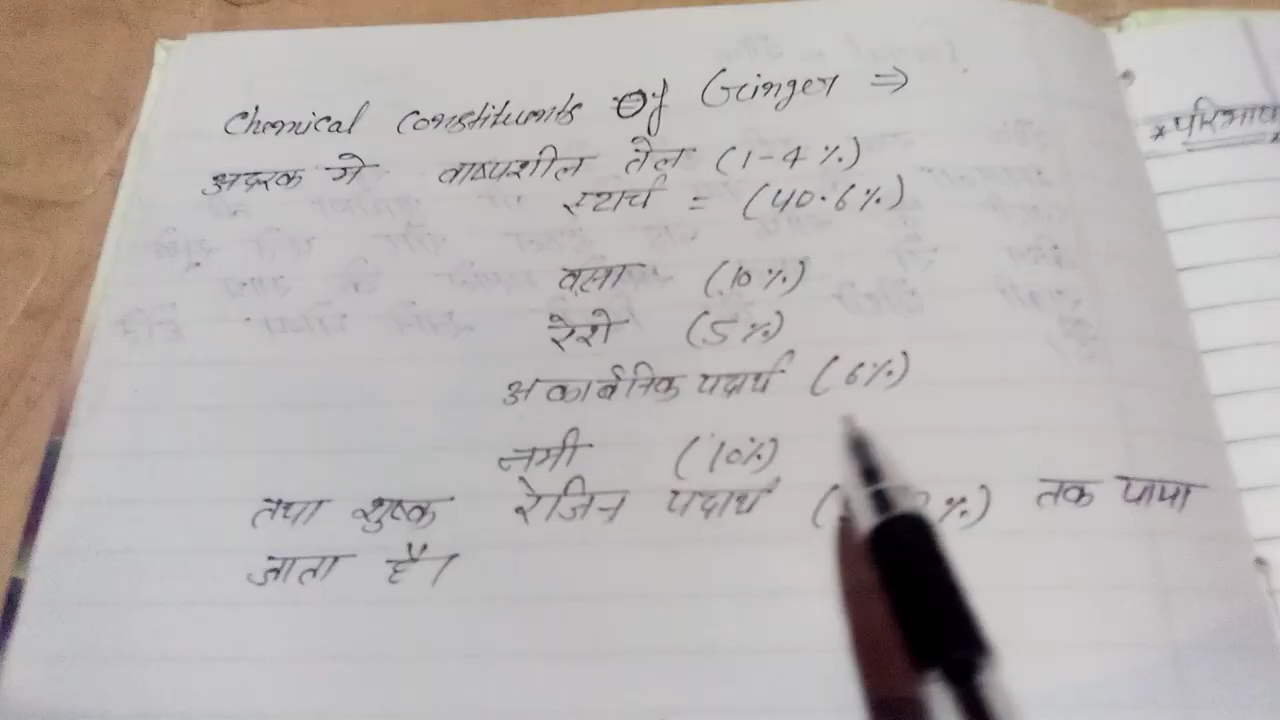 Chemical constituents Of Ginger ⇒
अदरक मे वाष्पशील तेल (1-4%)
स्टार्च = (40.6%)
वसा (10%)
रेशे (5%)
अकार्बनिक पदार्थ (6%)
नमी (10%)
तथा शुष्क रेजिन पदार्थ ( %) तक पाया
जाता है।
* परिभाषा